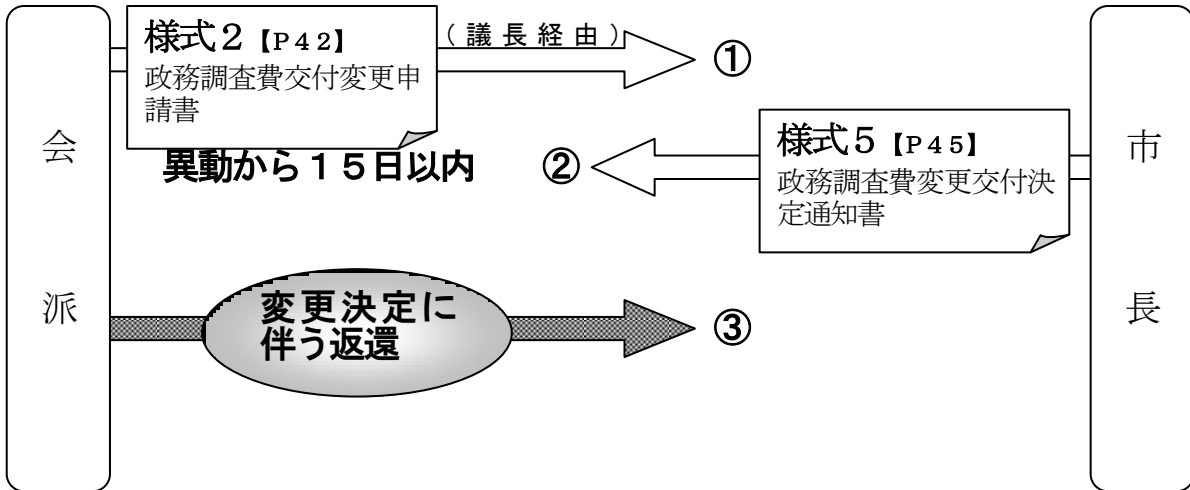 会派
様式2【P42】
(議長経由)
①
政務調査費交付変更申
請書
異動から15日以内
②
様式5【P45】
政務調査費変更交付決
定通知書
市長
変更決定に
伴う返還
③